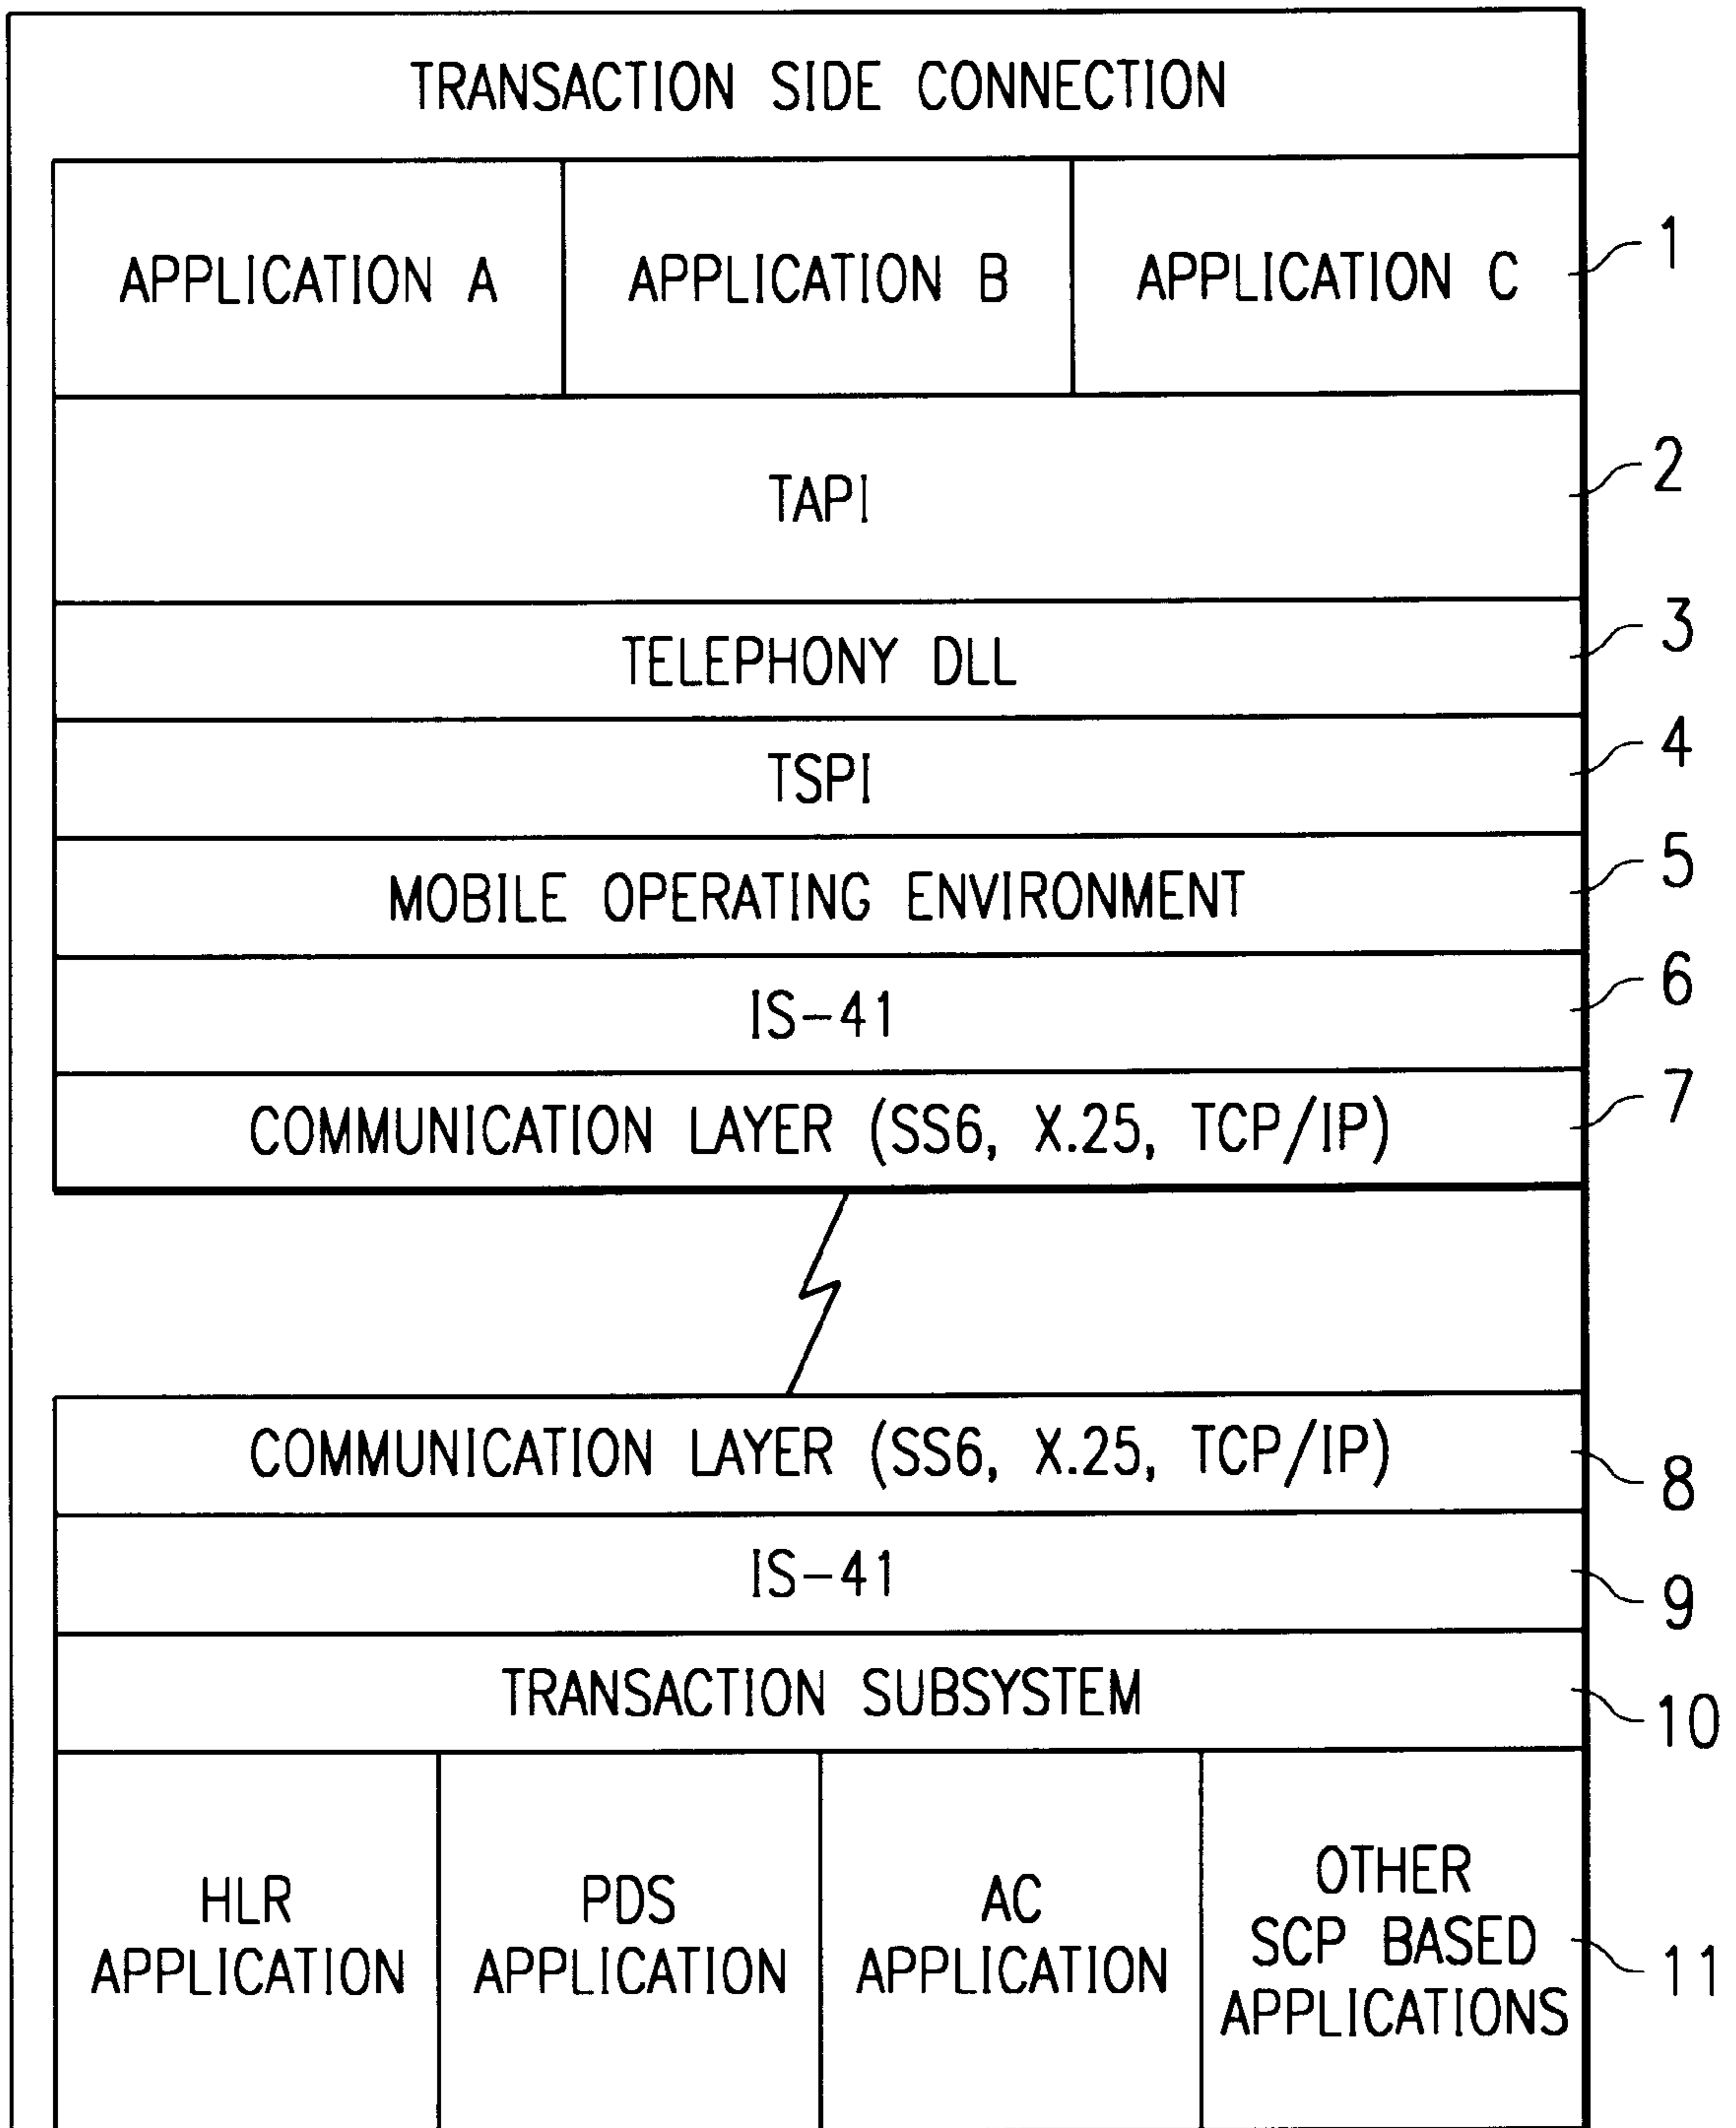 TRANSACTION SIDE CONNECTION
APPLICATION A
APPLICATION B
APPLICATION C
1
TAPI
2
TELEPHONY DLL
3
TSPI
4
MOBILE OPERATING ENVIRONMENT
5
IS-41
6
COMMUNICATION LAYER (SS6, X.25, TCP/IP)
7
COMMUNICATION LAYER (SS6, X.25, TCP/IP)
8
IS-41
9
TRANSACTION SUBSYSTEM
10
HLR
APPLICATION
PDS
APPLICATION
AC
APPLICATION
OTHER
SCP BASED
APPLICATIONS
11